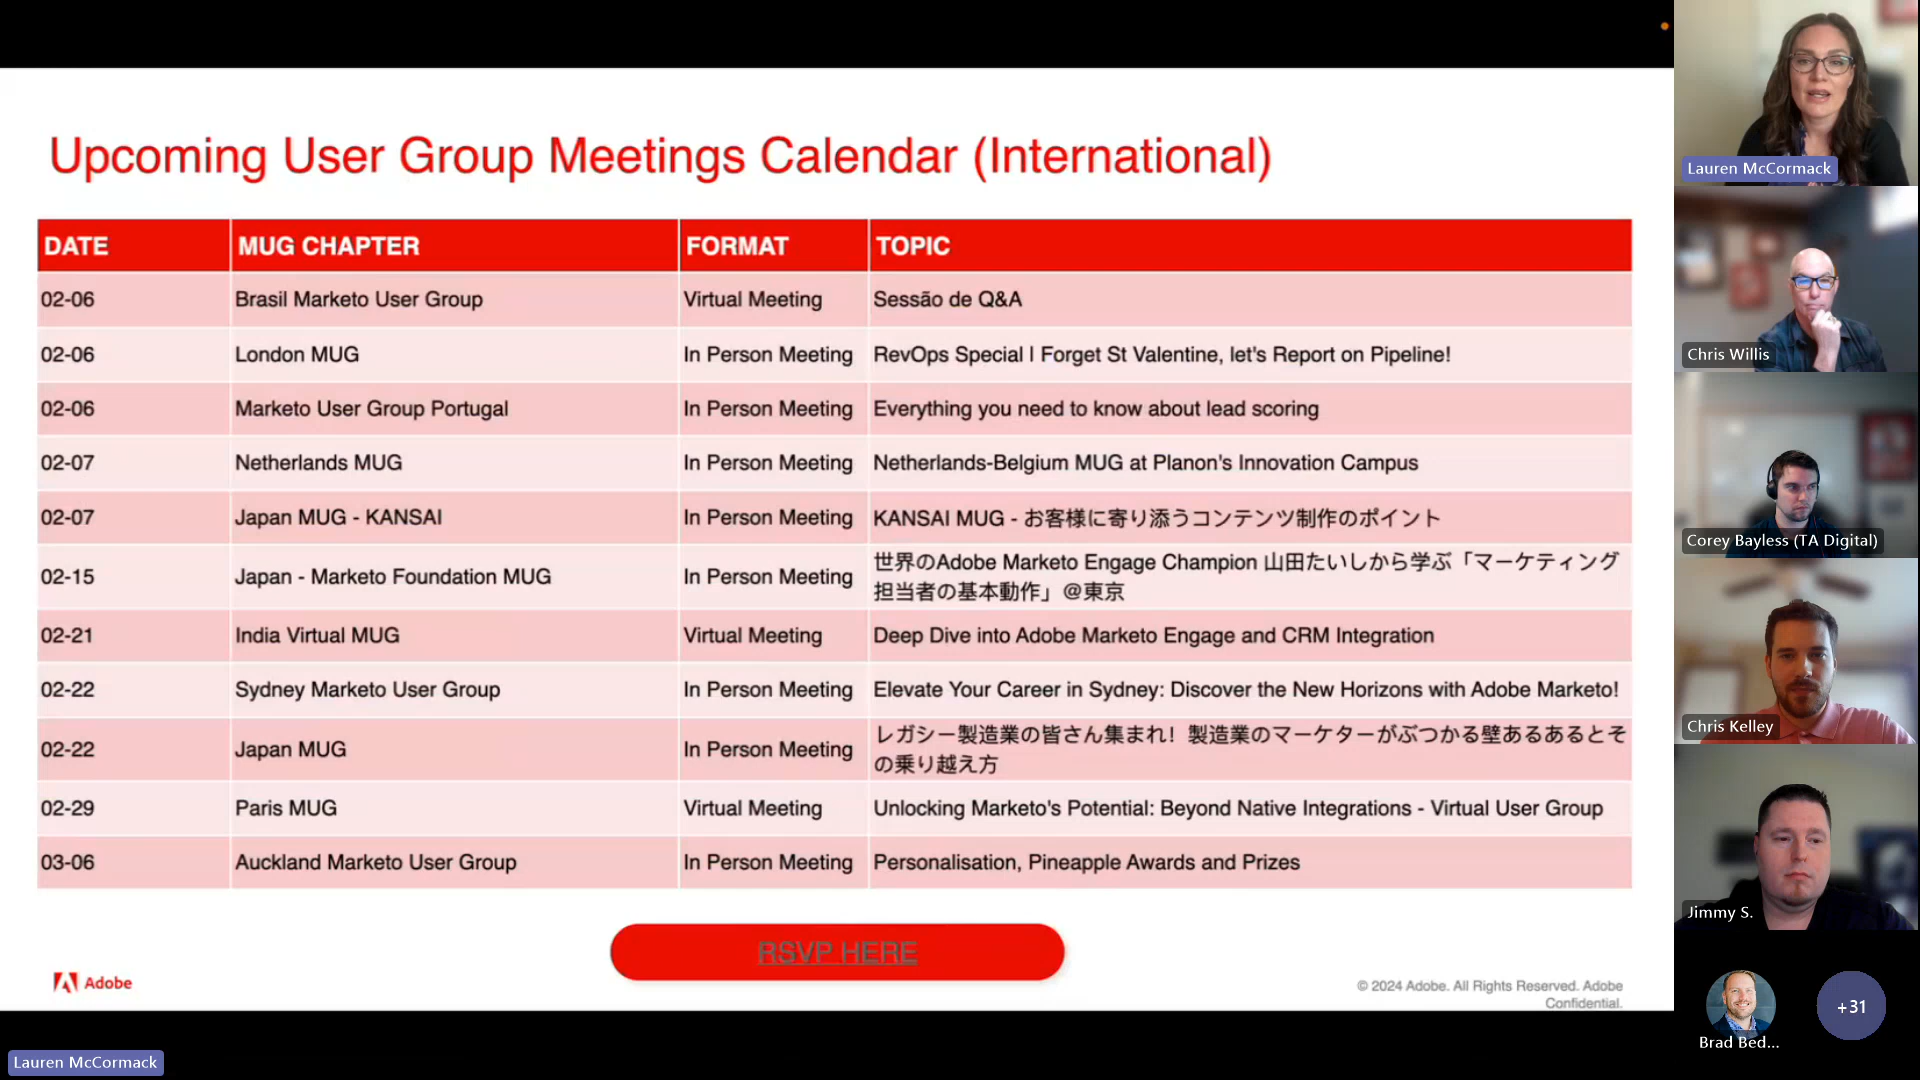 Upcoming User Group Meetings Calendar (International)
DATE MUG CHAPTER FORMAT TOPIC
02-06 Brasil Marketo User Group Virtual Meeting Sessão de Q&A
02-06 London MUG In Person Meeting RevOps Special | Forget St Valentine, let's Report on Pipeline!
02-06 Marketo User Group Portugal In Person Meeting Everything you need to know about lead scoring
02-07 Netherlands MUG In Person Meeting Netherlands-Belgium MUG at Planon's Innovation Campus
02-07 Japan MUG - KANSAI In Person Meeting KANSAI MUG - お客様に寄り添うコンテンツ制作のポイント
02-15 Japan - Marketo Foundation MUG In Person Meeting 世界のAdobe Marketo Engage Champion 山田たいしから学ぶ「マーケティング
担当者の基本動作」@東京
02-21 India Virtual MUG Virtual Meeting Deep Dive into Adobe Marketo Engage and CRM Integration
02-22 Sydney Marketo User Group In Person Meeting Elevate Your Career in Sydney: Discover the New Horizons with Adobe Marketo!
02-22 Japan MUG In Person Meeting レガシー製造業の皆さん集まれ! 製造業のマーケターがぶつかる壁あるあるとそ
の乗り越え方
02-29 Paris MUG Virtual Meeting Unlocking Marketo's Potential: Beyond Native Integrations - Virtual User Group
03-06 Auckland Marketo User Group In Person Meeting Personalisation, Pineapple Awards and Prizes
RSVP HERE
Adobe
© 2024 Adobe. All Rights Reserved. Adobe
Confidential.
Lauren McCormack
Lauren McCormack
Chris Willis
Corey Bayless (TA Digital)
Chris Kelley
Jimmy S.
Brad Bed...
+31